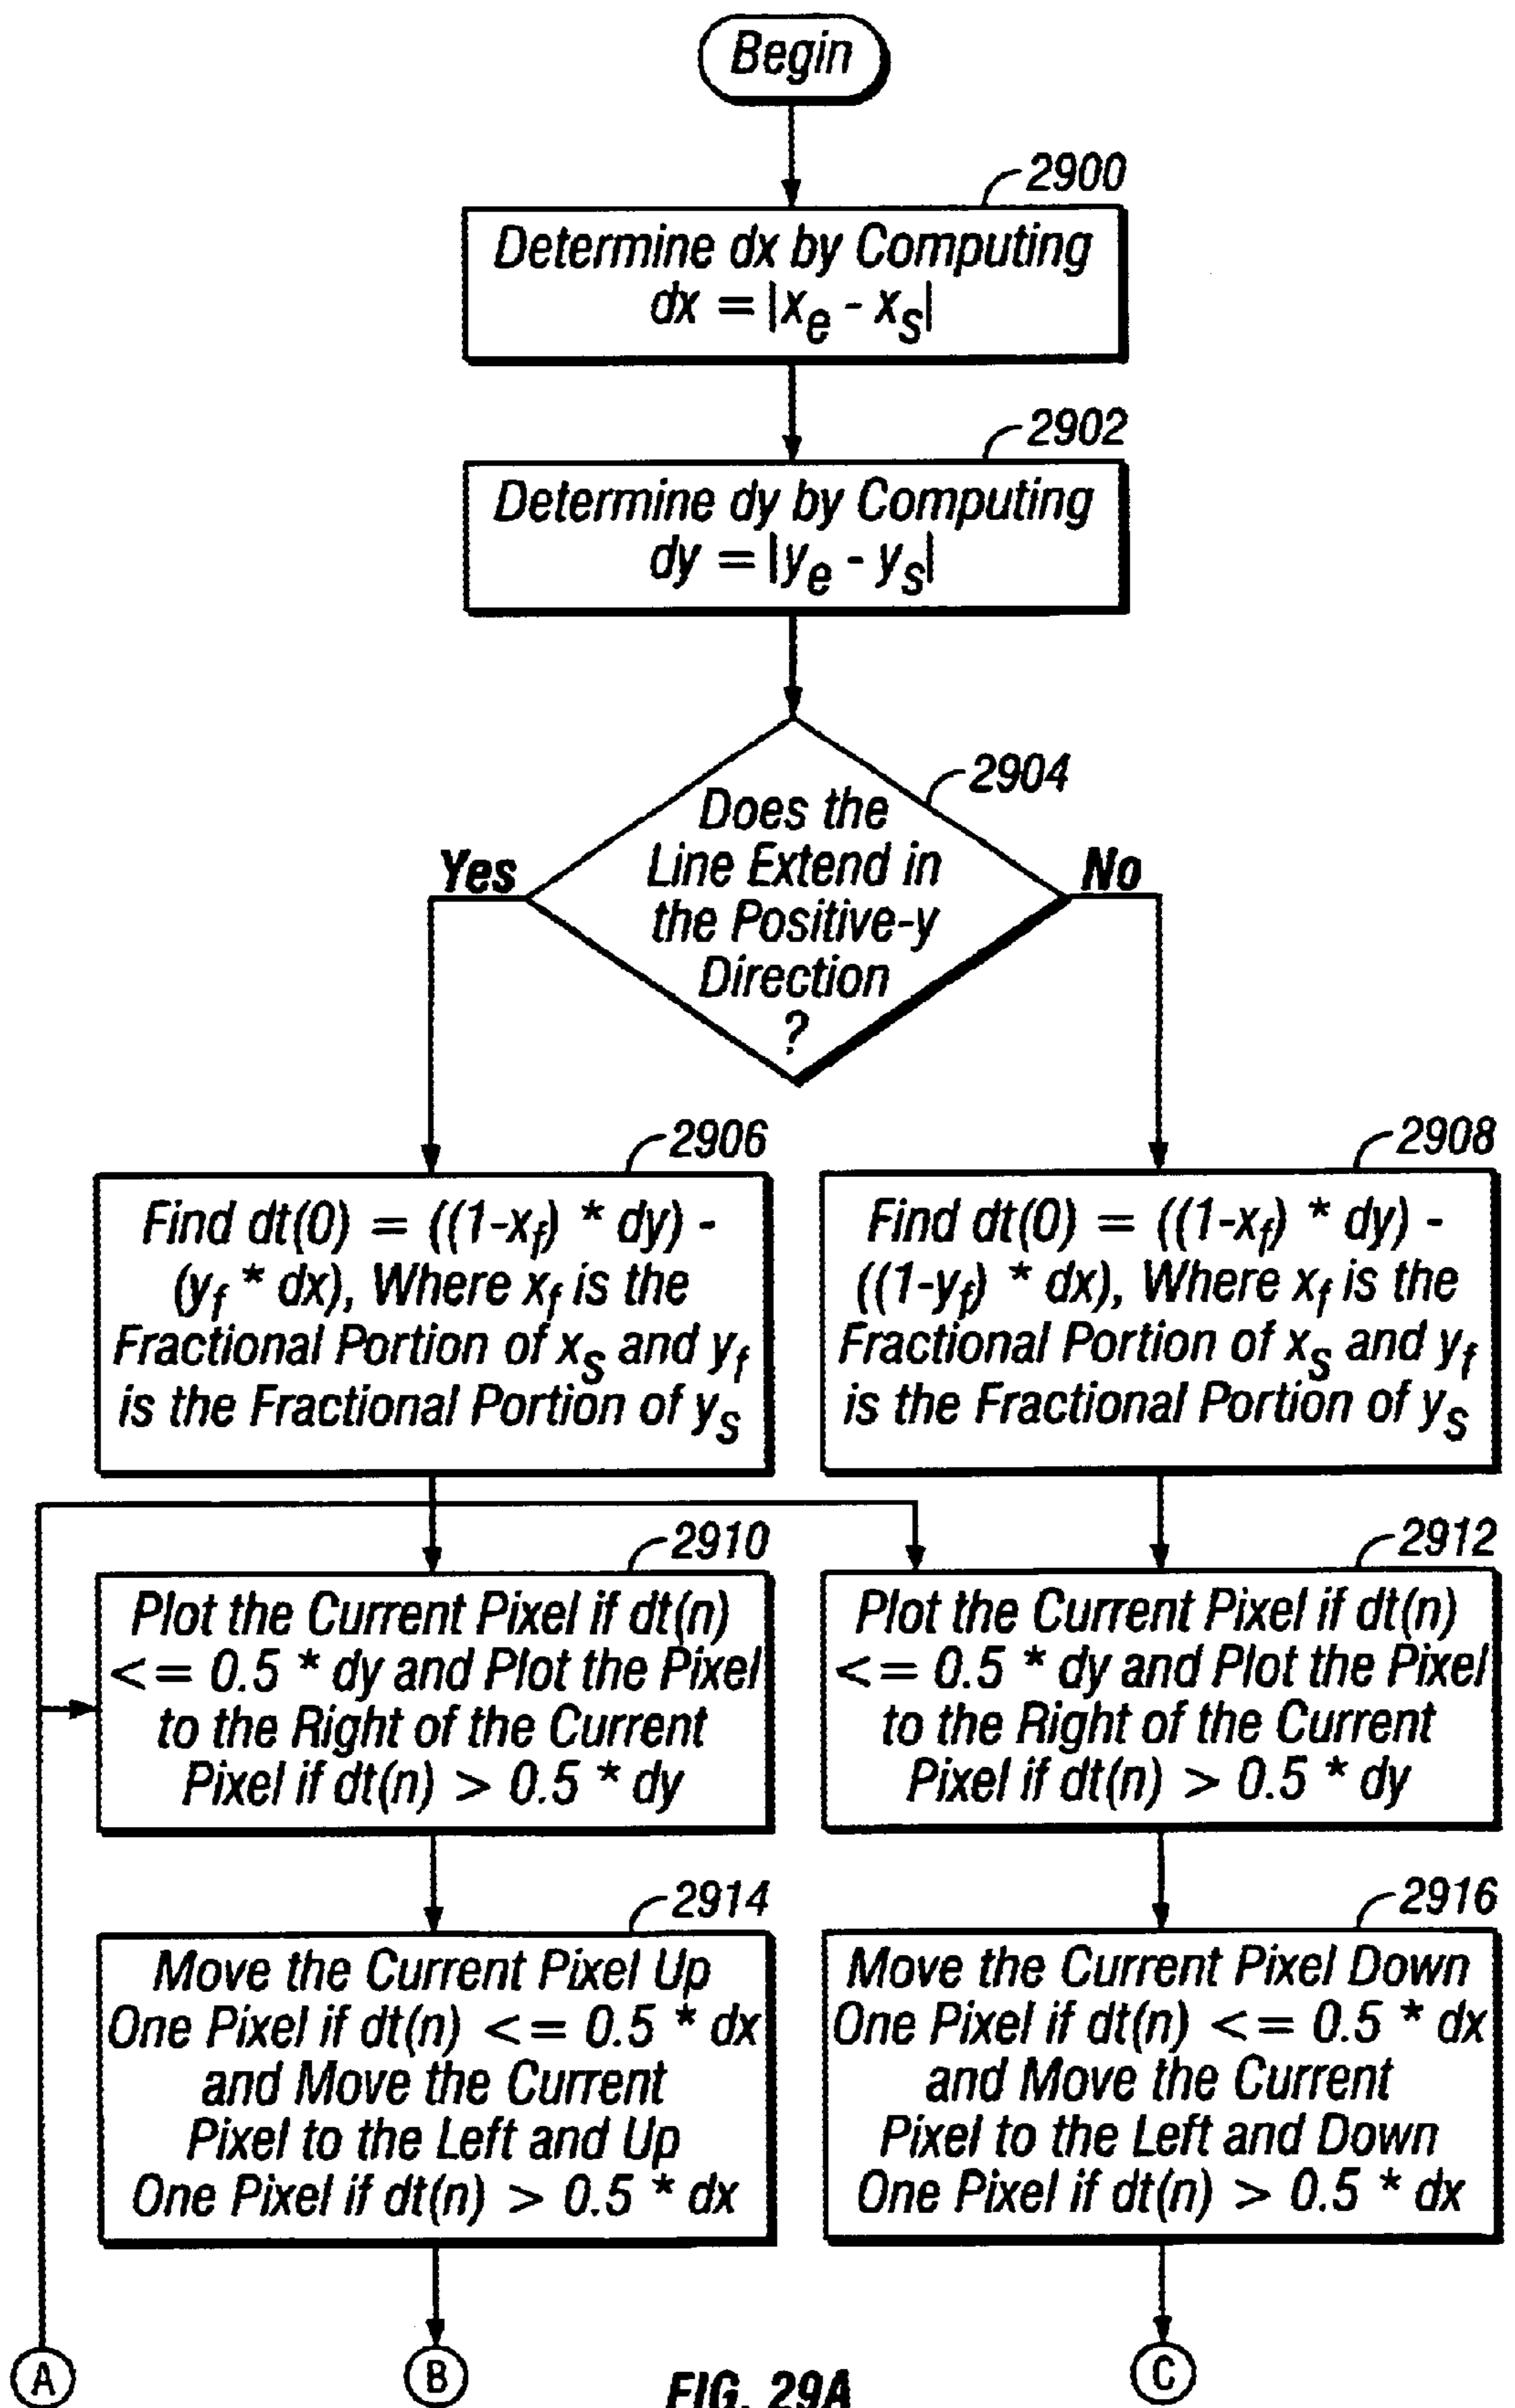 Begin
2900
Determine dx by Computing
dx = |xe - xs|
2902
Determine dy by Computing
dy = |ye - ys|
2904
Does the
Line Extend in
the Positive-y
Direction
?
Yes
No
2906
Find dt(0) = ((1-xf) * dy) -
(yf * dx), Where xf is the
Fractional Portion of xs and yf
is the Fractional Portion of ys
2908
Find dt(0) = ((1-xf) * dy) -
((1-yf) * dx), Where xf is the
Fractional Portion of xs and yf
is the Fractional Portion of ys
2910
Plot the Current Pixel if dt(n)
<= 0.5 * dy and Plot the Pixel
to the Right of the Current
Pixel if dt(n) > 0.5 * dy
2912
Plot the Current Pixel if dt(n)
<= 0.5 * dy and Plot the Pixel
to the Right of the Current
Pixel if dt(n) > 0.5 * dy
2914
Move the Current Pixel Up
One Pixel if dt(n) <= 0.5 * dx
and Move the Current
Pixel to the Left and Up
One Pixel if dt(n) > 0.5 * dx
2916
Move the Current Pixel Down
One Pixel if dt(n) <= 0.5 * dx
and Move the Current
Pixel to the Left and Down
One Pixel if dt(n) > 0.5 * dx
A
B
C
FIG. 29A